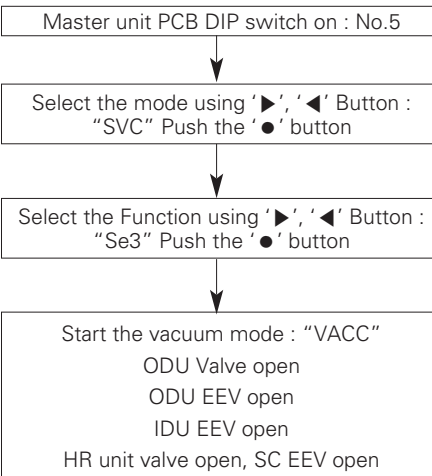 Master unit PCB DIP switch on : No.5
Select the mode using '▶', '◀' Button :
“SVC” Push the '●' button
Select the Function using '▶', '◀' Button :
“Se3” Push the '●' button
Start the vacuum mode : “VACC”
ODU Valve open
ODU EEV open
IDU EEV open
HR unit valve open, SC EEV open